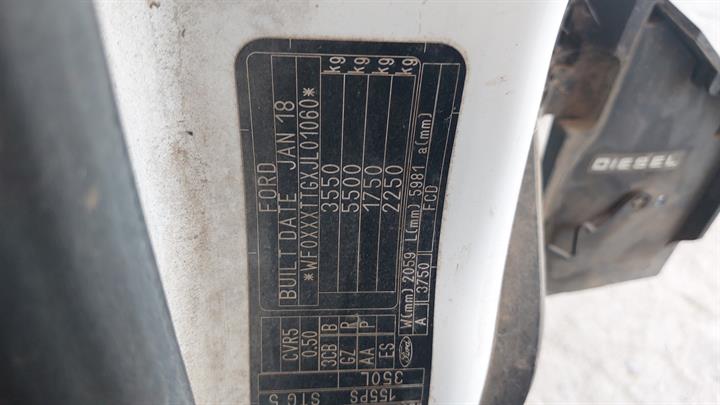 FORD
BUILT DATE JAN 18
*WF0XXXTTGXJL01060*
3550 kg
5500 kg
1750 kg
2250 kg
W(mm) 2059 L(mm) 5981 a(mm)
A 3750 FCD
CVR5
0.50
3CB B
GZ R
AA P
ES
Ford
350L
155PS
DIESEL